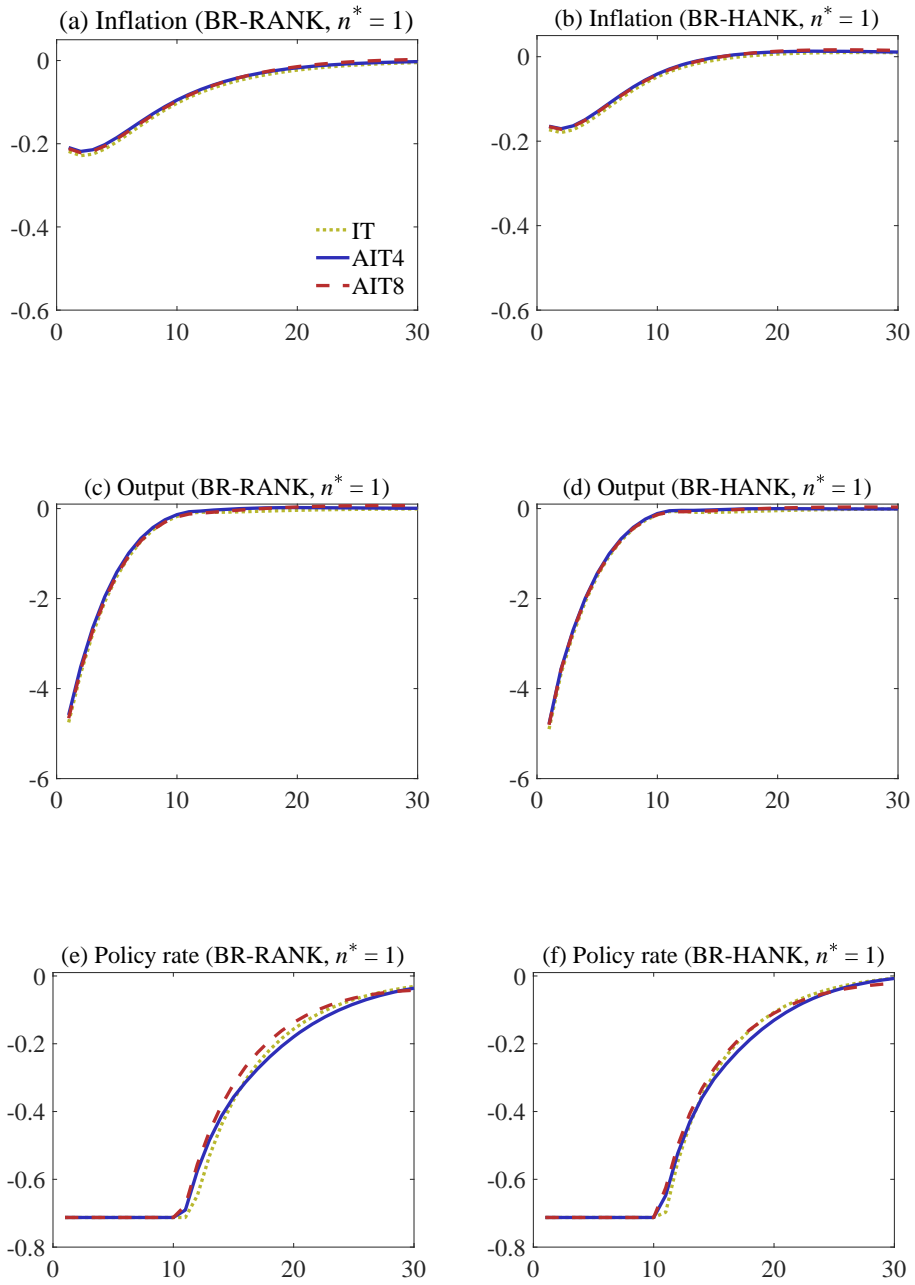 (a) Inflation (BR-RANK, n* = 1)
0
-0.2
-0.4
-0.6
IT
AIT4
AIT8
0 10 20 30
(b) Inflation (BR-HANK, n* = 1)
0
-0.2
-0.4
-0.6
0 10 20 30
(c) Output (BR-RANK, n* = 1)
0
-2
-4
-6
0 10 20 30
(d) Output (BR-HANK, n* = 1)
0
-2
-4
-6
0 10 20 30
(e) Policy rate (BR-RANK, n* = 1)
0
-0.2
-0.4
-0.6
-0.8
0 10 20 30
(f) Policy rate (BR-HANK, n* = 1)
0
-0.2
-0.4
-0.6
-0.8
0 10 20 30